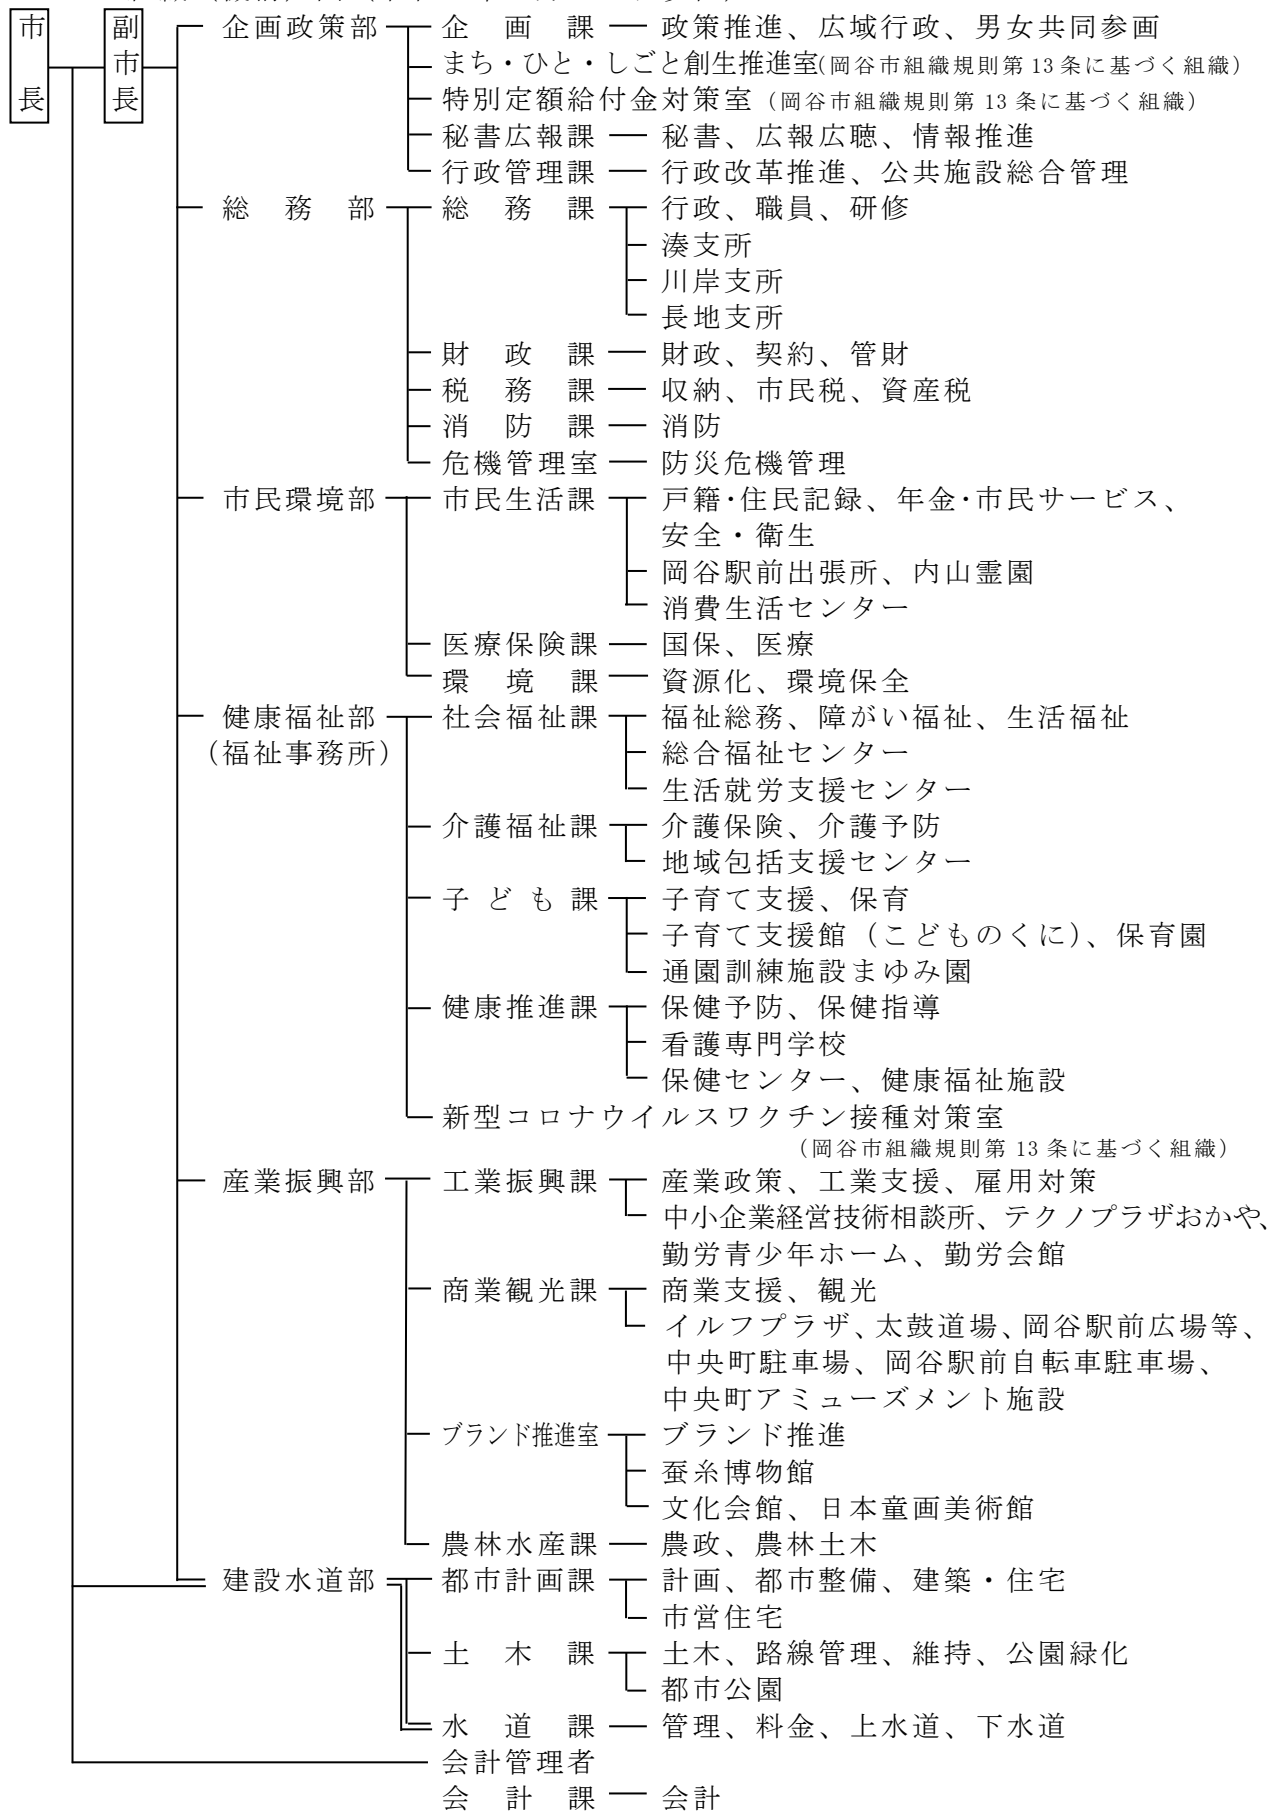 市長 副市長 企画政策部 企画課 政策推進、広域行政、男女共同参画
まち・ひと・しごと創生推進室(岡谷市組織規則第13条に基づく組織)
特別定額給付金対策室(岡谷市組織規則第13条に基づく組織)
秘書広報課 秘書、広報広聴、情報推進
行政管理課 行政改革推進、公共施設総合管理
総務部 総務課 行政、職員、研修
湊支所
川岸支所
長地支所
財政課 財政、契約、管財
税務課 収納、市民税、資産税
消防課 消防
危機管理室 防災危機管理
市民環境部 市民生活課 戸籍・住民記録、年金・市民サービス、
安全・衛生
岡谷駅前出張所、内山霊園
消費生活センター
医療保険課 国保、医療
環境課 資源化、環境保全
健康福祉部 社会福祉課 福祉総務、障がい福祉、生活福祉
(福祉事務所) 総合福祉センター
生活就労支援センター
介護福祉課 介護保険、介護予防
地域包括支援センター
子ども課 子育て支援、保育
子育て支援館(こどものくに)、保育園
通園訓練施設まゆみ園
健康推進課 保健予防、保健指導
看護専門学校
保健センター、健康福祉施設
新型コロナウイルスワクチン接種対策室
(岡谷市組織規則第13条に基づく組織)
産業振興部 工業振興課 産業政策、工業支援、雇用対策
中小企業経営技術相談所、テクノプラザおかや、
勤労青少年ホーム、勤労会館
商業観光課 商業支援、観光
イルフプラザ、太鼓道場、岡谷駅前広場等、
中央町駐車場、岡谷駅前自転車駐車場、
中央町アミューズメント施設
ブランド推進室 ブランド推進
蚕糸博物館
文化会館、日本童画美術館
農林水産課 農政、農林土木
建設水道部 都市計画課 計画、都市整備、建築・住宅
市営住宅
土木課 土木、路線管理、維持、公園緑化
都市公園
水道課 管理、料金、上水道、下水道
会計管理者
会計課 会計